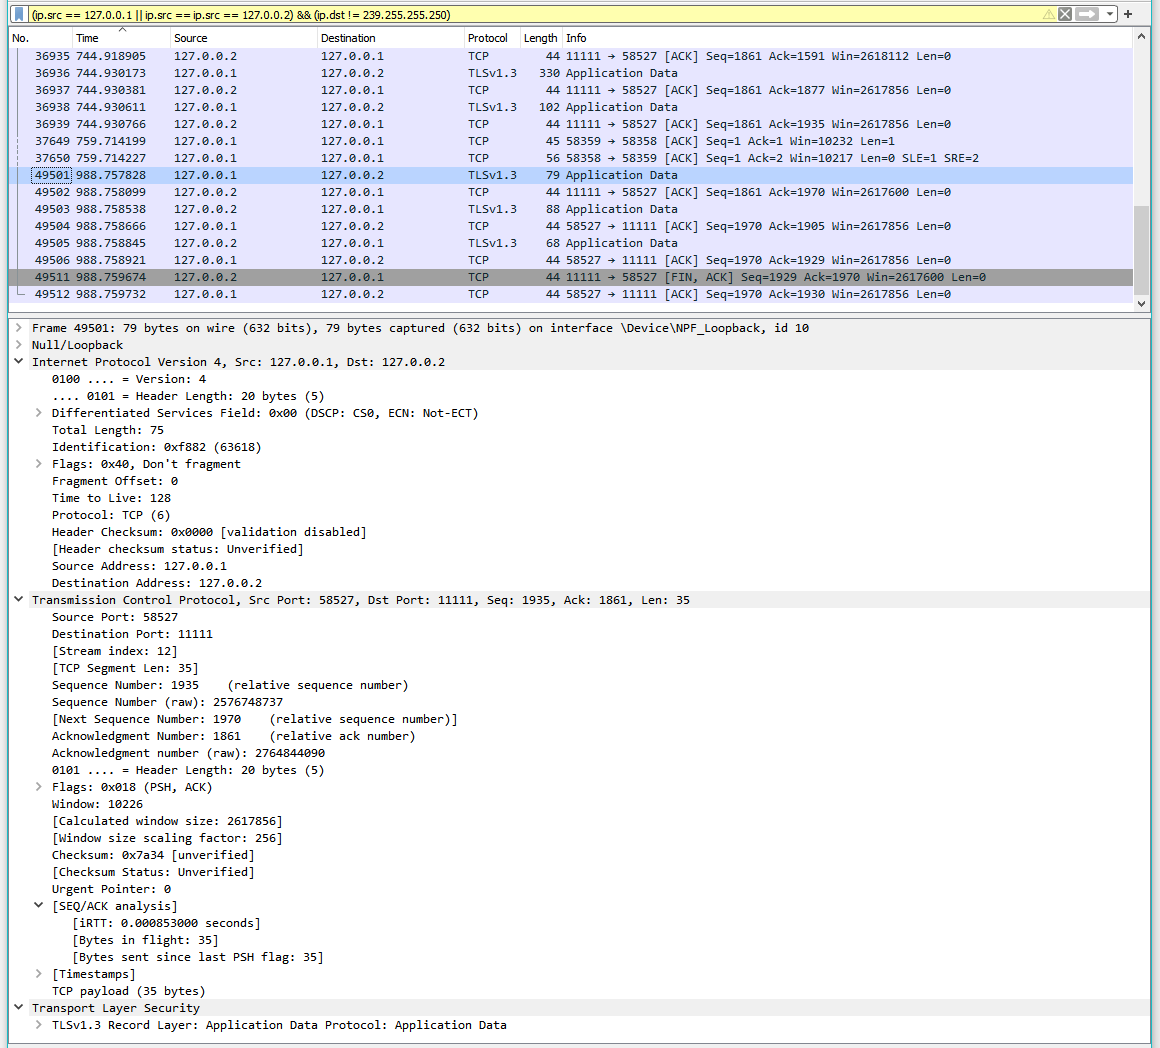 (ip.src == 127.0.0.1 || ip.src == ip.src == 127.0.0.2) && (ip.dst != 239.255.255.250)
No. Time Source Destination Protocol Length Info
36935 744.918905 127.0.0.2 127.0.0.1 TCP 44 11111 → 58527 [ACK] Seq=1861 Ack=1591 Win=2618112 Len=0
36936 744.930173 127.0.0.1 127.0.0.2 TLSv1.3 330 Application Data
36937 744.930381 127.0.0.2 127.0.0.1 TCP 44 11111 → 58527 [ACK] Seq=1861 Ack=1877 Win=2617856 Len=0
36938 744.930611 127.0.0.1 127.0.0.2 TLSv1.3 102 Application Data
36939 744.930766 127.0.0.2 127.0.0.1 TCP 44 11111 → 58527 [ACK] Seq=1861 Ack=1935 Win=2617856 Len=0
37649 759.714199 127.0.0.1 127.0.0.1 TCP 45 58359 → 58358 [ACK] Seq=1 Ack=1 Win=10232 Len=1
37650 759.714227 127.0.0.1 127.0.0.1 TCP 56 58358 → 58359 [ACK] Seq=1 Ack=2 Win=10217 Len=0 SLE=1 SRE=2
49501 988.757828 127.0.0.1 127.0.0.2 TLSv1.3 79 Application Data
49502 988.758099 127.0.0.2 127.0.0.1 TCP 44 11111 → 58527 [ACK] Seq=1861 Ack=1970 Win=2617600 Len=0
49503 988.758538 127.0.0.2 127.0.0.1 TLSv1.3 88 Application Data
49504 988.758666 127.0.0.1 127.0.0.2 TCP 44 58527 → 11111 [ACK] Seq=1970 Ack=1905 Win=2617856 Len=0
49505 988.758845 127.0.0.2 127.0.0.1 TLSv1.3 68 Application Data
49506 988.758921 127.0.0.1 127.0.0.2 TCP 44 58527 → 11111 [ACK] Seq=1970 Ack=1929 Win=2617856 Len=0
49511 988.759674 127.0.0.2 127.0.0.1 TCP 44 11111 → 58527 [FIN, ACK] Seq=1929 Ack=1970 Win=2617600 Len=0
49512 988.759732 127.0.0.1 127.0.0.2 TCP 44 58527 → 11111 [ACK] Seq=1970 Ack=1930 Win=2617856 Len=0
Frame 49501: 79 bytes on wire (632 bits), 79 bytes captured (632 bits) on interface \Device\NPF_Loopback, id 10
Null/Loopback
Internet Protocol Version 4, Src: 127.0.0.1, Dst: 127.0.0.2
0100 .... = Version: 4
.... 0101 = Header Length: 20 bytes (5)
Differentiated Services Field: 0x00 (DSCP: CS0, ECN: Not-ECT)
Total Length: 75
Identification: 0xf882 (63618)
Flags: 0x40, Don't fragment
Fragment Offset: 0
Time to Live: 128
Protocol: TCP (6)
Header Checksum: 0x0000 [validation disabled]
[Header checksum status: Unverified]
Source Address: 127.0.0.1
Destination Address: 127.0.0.2
Transmission Control Protocol, Src Port: 58527, Dst Port: 11111, Seq: 1935, Ack: 1861, Len: 35
Source Port: 58527
Destination Port: 11111
[Stream index: 12]
[TCP Segment Len: 35]
Sequence Number: 1935 (relative sequence number)
Sequence Number (raw): 2576748737
[Next Sequence Number: 1970 (relative sequence number)]
Acknowledgment Number: 1861 (relative ack number)
Acknowledgment number (raw): 2764844090
0101 .... = Header Length: 20 bytes (5)
Flags: 0x018 (PSH, ACK)
Window: 10226
[Calculated window size: 2617856]
[Window size scaling factor: 256]
Checksum: 0x7a34 [unverified]
[Checksum Status: Unverified]
Urgent Pointer: 0
[SEQ/ACK analysis]
[iRTT: 0.000853000 seconds]
[Bytes in flight: 35]
[Bytes sent since last PSH flag: 35]
[Timestamps]
TCP payload (35 bytes)
Transport Layer Security
TLSv1.3 Record Layer: Application Data Protocol: Application Data